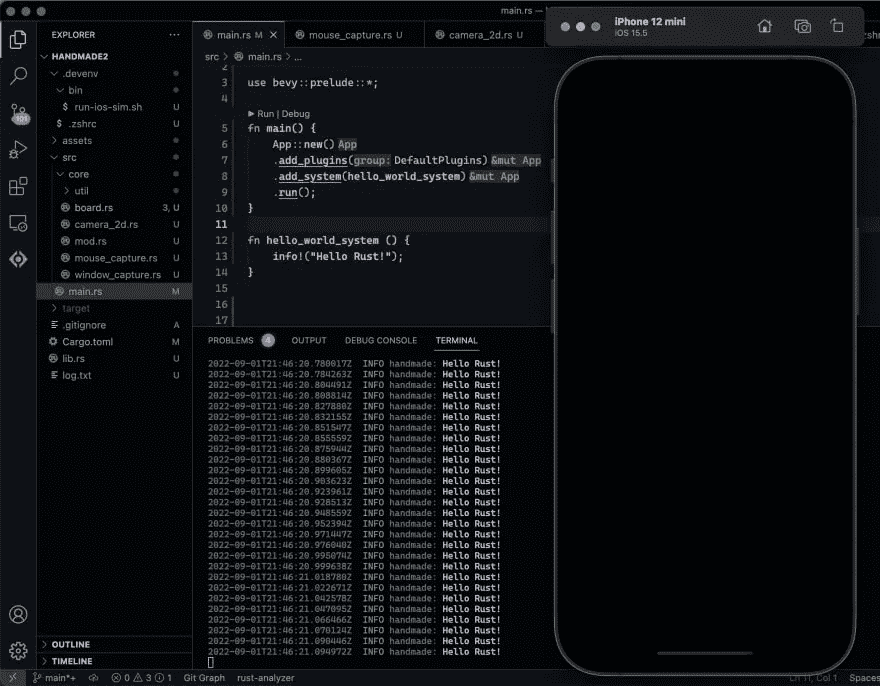 main.rs —
iPhone 12 mini
iOS 15.5
EXPLORER
main.rs M
mouse_capture.rs U
camera_2d.rs U
HANDMADE2
src > main.rs > ...
.devenv
bin
$ run-ios-sim.sh U
$ .zshrc U
assets
src
core
util
board.rs 3, U
camera_2d.rs U
mod.rs U
mouse_capture.rs U
window_capture.rs U
main.rs M
target
.gitignore A
Cargo.toml M
lib.rs U
log.txt U
OUTLINE
TIMELINE
101
2
3 use bevy::prelude::*;
4
Run | Debug
5 fn main() {
6 App::new() App
7 .add_plugins(group: DefaultPlugins) &mut App
8 .add_system(hello_world_system) &mut App
9 .run();
10 }
11
12 fn hello_world_system () {
13 info!("Hello Rust!");
14 }
15
16
17
PROBLEMS 4 OUTPUT DEBUG CONSOLE TERMINAL
2022-09-01T21:46:20.780017Z INFO handmade: Hello Rust!
2022-09-01T21:46:20.784263Z INFO handmade: Hello Rust!
2022-09-01T21:46:20.804491Z INFO handmade: Hello Rust!
2022-09-01T21:46:20.808814Z INFO handmade: Hello Rust!
2022-09-01T21:46:20.827880Z INFO handmade: Hello Rust!
2022-09-01T21:46:20.832155Z INFO handmade: Hello Rust!
2022-09-01T21:46:20.851547Z INFO handmade: Hello Rust!
2022-09-01T21:46:20.855559Z INFO handmade: Hello Rust!
2022-09-01T21:46:20.875944Z INFO handmade: Hello Rust!
2022-09-01T21:46:20.880367Z INFO handmade: Hello Rust!
2022-09-01T21:46:20.899605Z INFO handmade: Hello Rust!
2022-09-01T21:46:20.903623Z INFO handmade: Hello Rust!
2022-09-01T21:46:20.923961Z INFO handmade: Hello Rust!
2022-09-01T21:46:20.928513Z INFO handmade: Hello Rust!
2022-09-01T21:46:20.948559Z INFO handmade: Hello Rust!
2022-09-01T21:46:20.952394Z INFO handmade: Hello Rust!
2022-09-01T21:46:20.971447Z INFO handmade: Hello Rust!
2022-09-01T21:46:20.976040Z INFO handmade: Hello Rust!
2022-09-01T21:46:20.995074Z INFO handmade: Hello Rust!
2022-09-01T21:46:20.999638Z INFO handmade: Hello Rust!
2022-09-01T21:46:21.018780Z INFO handmade: Hello Rust!
2022-09-01T21:46:21.022671Z INFO handmade: Hello Rust!
2022-09-01T21:46:21.042578Z INFO handmade: Hello Rust!
2022-09-01T21:46:21.047095Z INFO handmade: Hello Rust!
2022-09-01T21:46:21.066466Z INFO handmade: Hello Rust!
2022-09-01T21:46:21.070124Z INFO handmade: Hello Rust!
2022-09-01T21:46:21.090446Z INFO handmade: Hello Rust!
2022-09-01T21:46:21.094972Z INFO handmade: Hello Rust!
main*+ 0 3 1 Git Graph rust-analyzer Ln 11, Col 1 Spaces